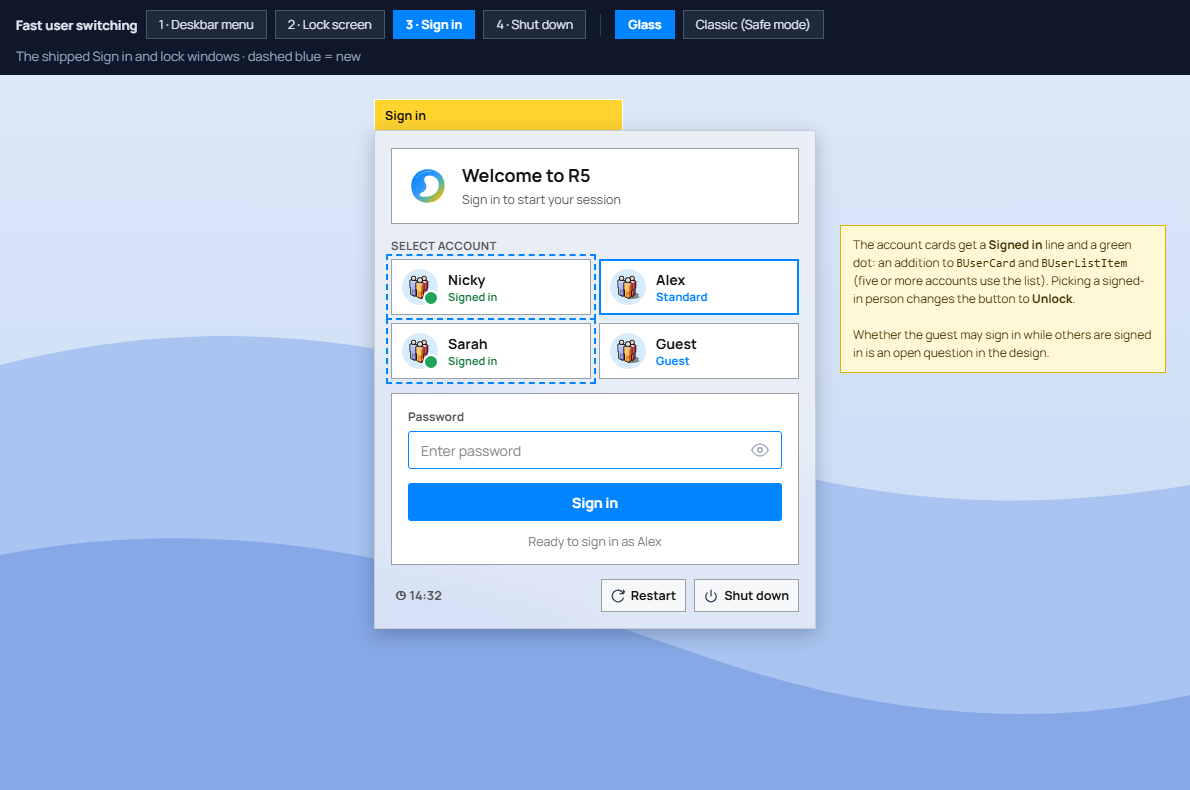 Fast user switching
1 · Deskbar menu
2 · Lock screen
3 · Sign in
4 · Shut down
Glass
Classic (Safe mode)
The shipped Sign in and lock windows · dashed blue = new
Sign in
Welcome to R5
Sign in to start your session
SELECT ACCOUNT
Nicky
Signed in
Alex
Standard
Sarah
Signed in
Guest
Guest
Password
Enter password
Sign in
Ready to sign in as Alex
14:32
Restart
Shut down
The account cards get a Signed in line and a green
dot: an addition to BUserCard and BUserListItem
(five or more accounts use the list). Picking a signed-
in person changes the button to Unlock.
Whether the guest may sign in while others are signed
in is an open question in the design.